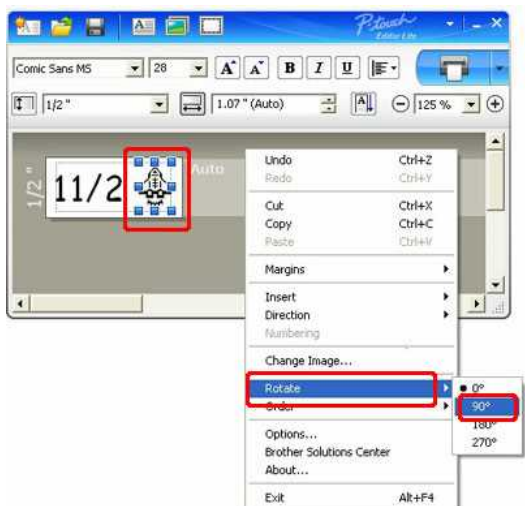 P-touch
Editor Lite
Comic Sans MS 28 A A B I U
1/2 " 1.07 " (Auto) A 125 %
1/2 "
11/2
Auto
Undo Ctrl+Z
Redo Ctrl+Y
Cut Ctrl+X
Copy Ctrl+C
Paste Ctrl+V
Margins
Insert
Direction
Numbering
Change Image...
Rotate
0°
Order
90°
180°
Options...
270°
Brother Solutions Center
About...
Exit Alt+F4